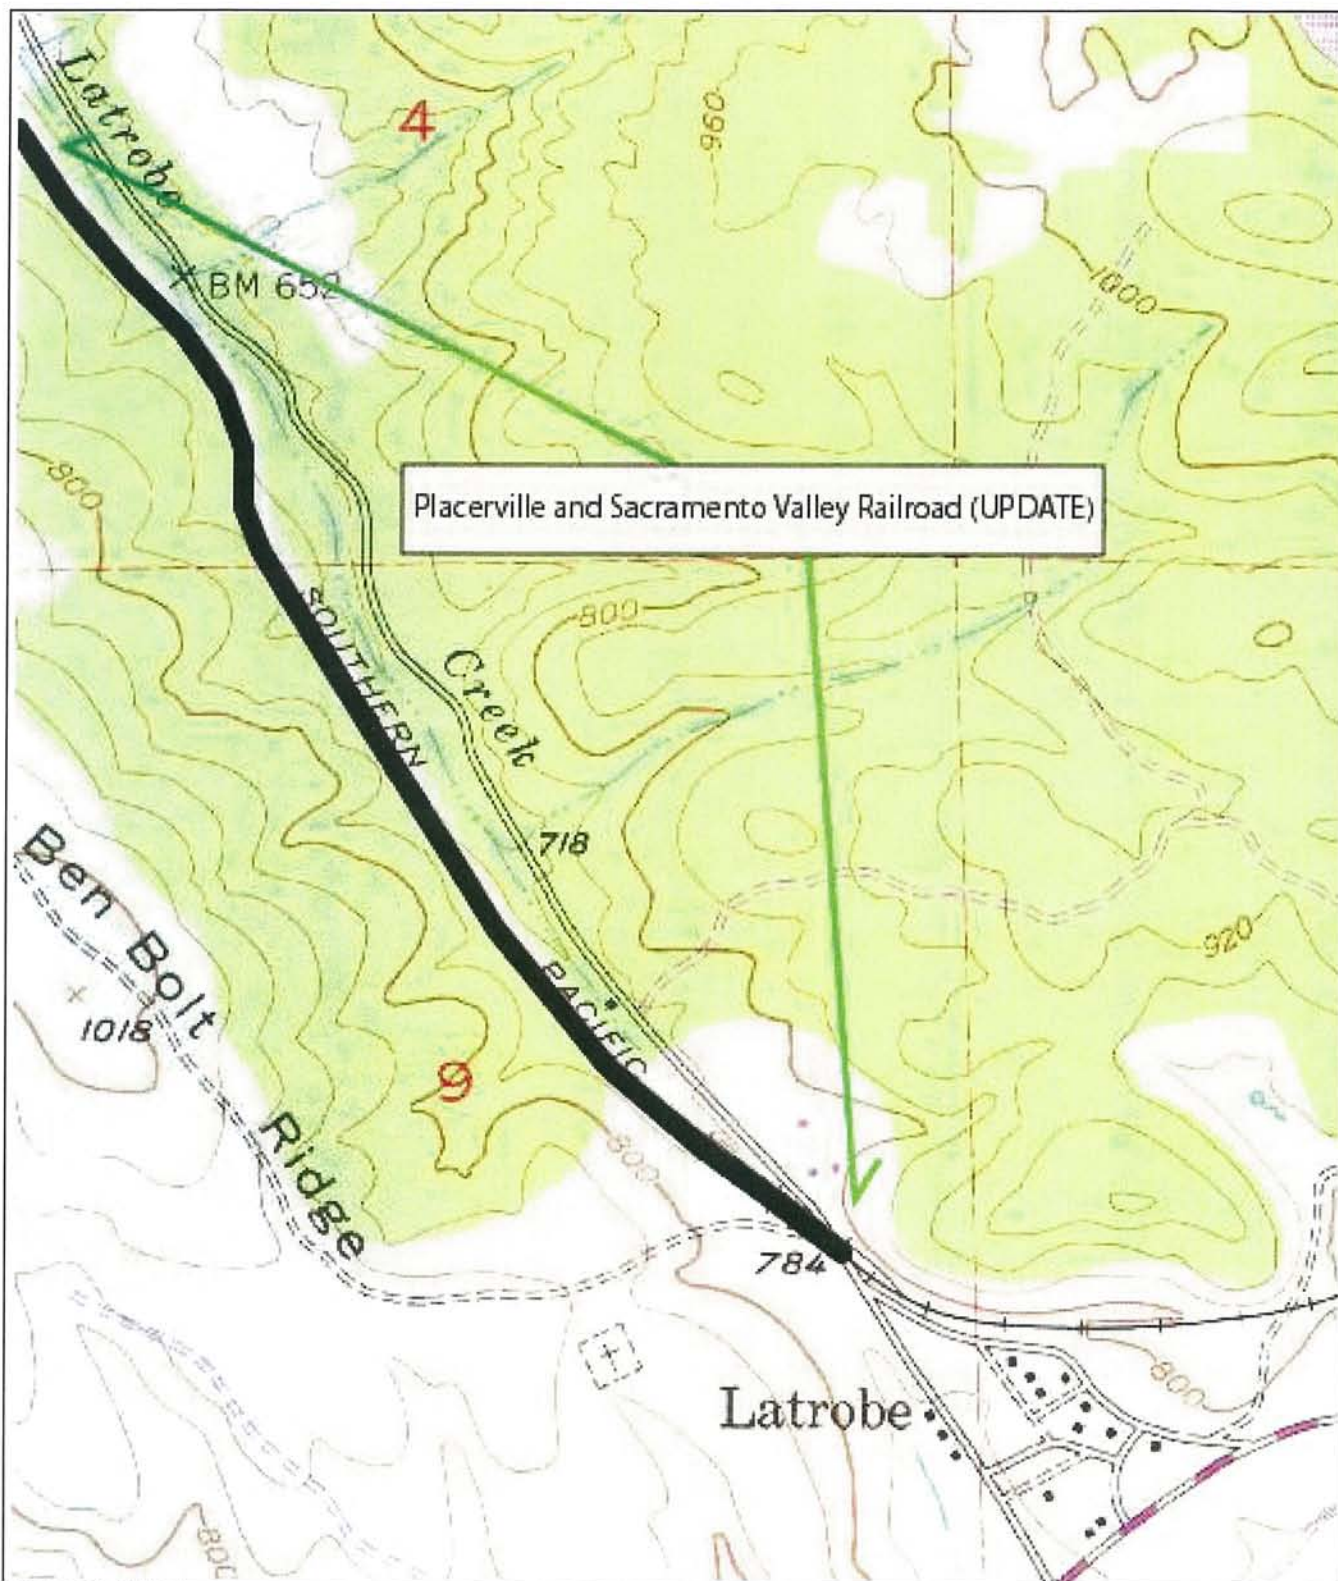 Latrobe
4
960
BM 652
1000
800
Placerville and Sacramento Valley Railroad (UPDATE)
800
SOUTHERN
Creek
718
Ben Bolt
920
PACIFIC
1018
9
Ridge
800
784
Latrobe
800
800